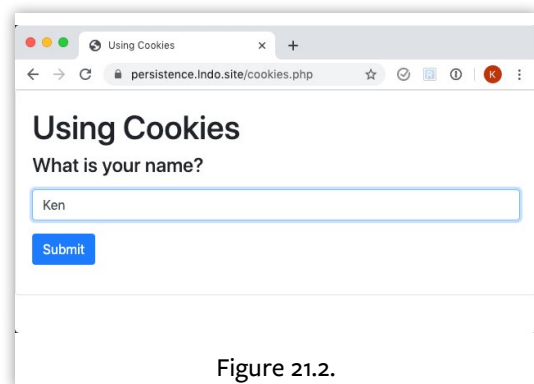 Using Cookies
persistence.lndo.site/cookies.php
K
Using Cookies
What is your name?
Ken
Submit
Figure 21.2.